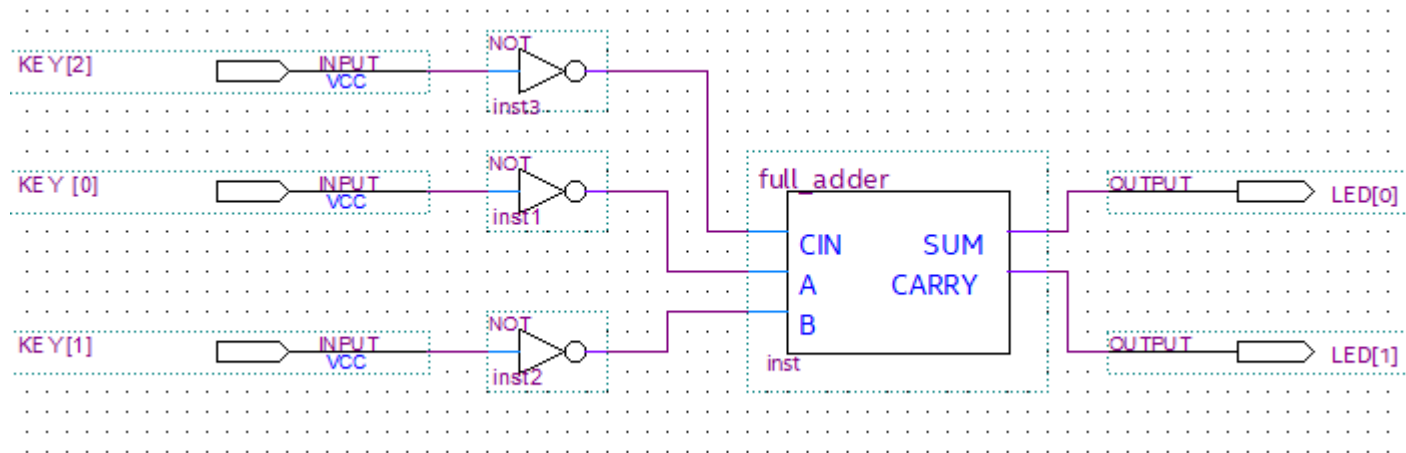 KEY[2]
INPUT
VCC
NOT
inst3
KEY [0]
INPUT
VCC
NOT
inst1
KEY[1]
INPUT
VCC
NOT
inst2
full_adder
CIN
SUM
A
CARRY
B
inst
OUTPUT
LED[0]
OUTPUT
LED[1]